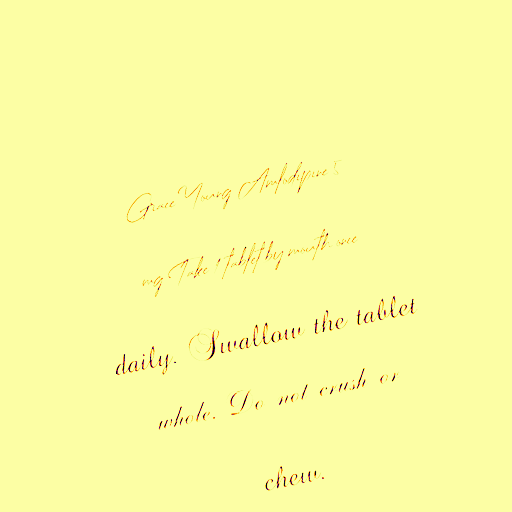 Grace Young Amlodipine 5
mg. Take 1 tablet by mouth once
daily. Swallow the tablet
whole. Do not crush or
chew.